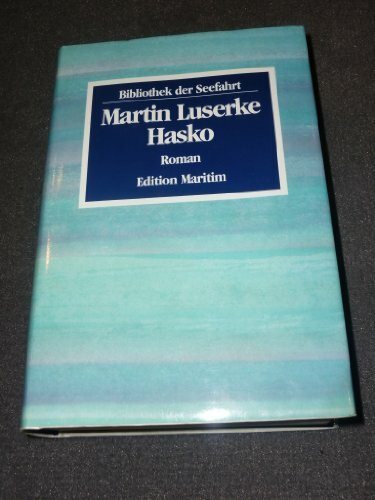 Bibliothek der Seefahrt
Martin Luserke
Hasko
Roman
Edition Maritim